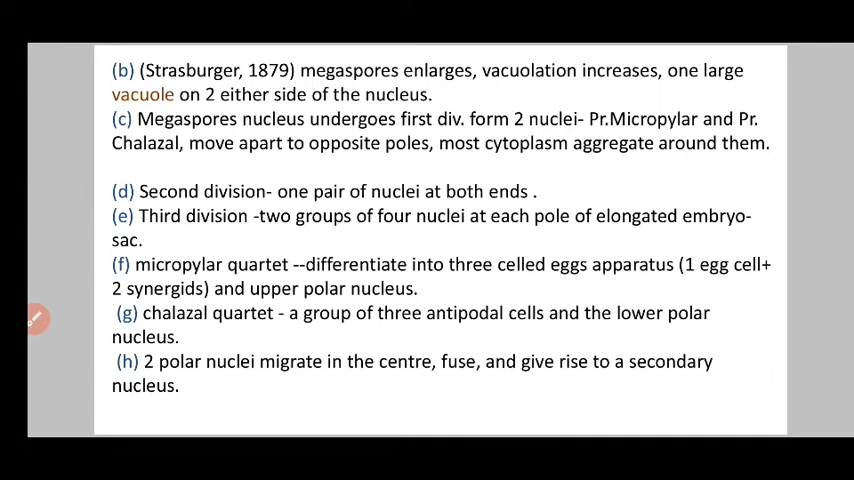 (b) (Strasburger, 1879) megaspores enlarges, vacuolation increases, one large
vacuole on 2 either side of the nucleus.
(c) Megaspores nucleus undergoes first div. form 2 nuclei- Pr.Micropylar and Pr.
Chalazal, move apart to opposite poles, most cytoplasm aggregate around them.
(d) Second division- one pair of nuclei at both ends .
(e) Third division -two groups of four nuclei at each pole of elongated embryo-
sac.
(f) micropylar quartet --differentiate into three celled eggs apparatus (1 egg cell+
2 synergids) and upper polar nucleus.
(g) chalazal quartet - a group of three antipodal cells and the lower polar
nucleus.
(h) 2 polar nuclei migrate in the centre, fuse, and give rise to a secondary
nucleus.